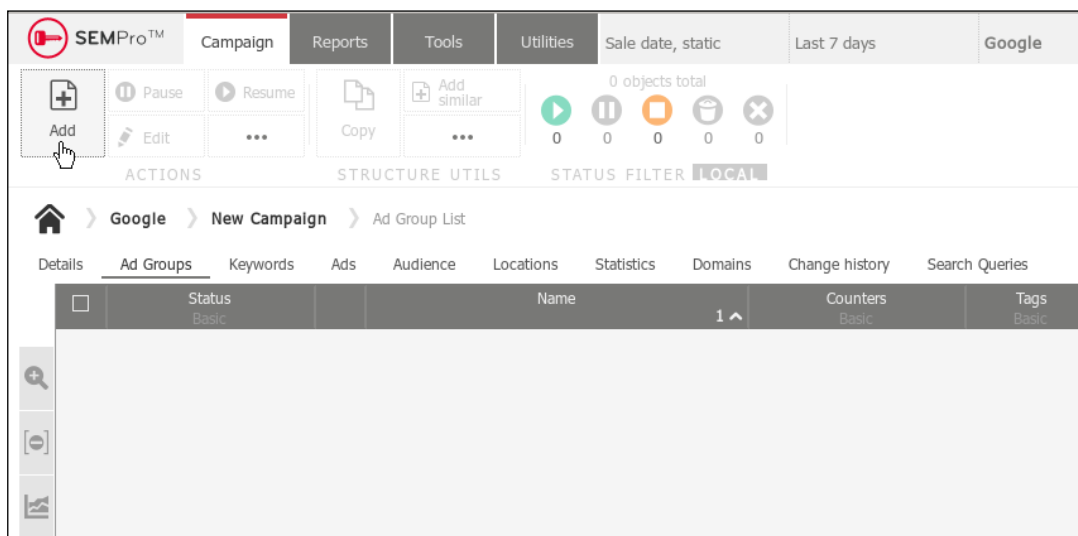 SEMPro™ Campaign Reports Tools Utilities Sale date, static Last 7 days Google
0 objects total
Pause Resume Add similar
Add Edit ••• Copy •••
0 0 0 0 0
ACTIONS STRUCTURE UTILS STATUS FILTER LOCAL
Google New Campaign Ad Group List
Details Ad Groups Keywords Ads Audience Locations Statistics Domains Change history Search Queries
Status Name Counters Tags
Basic 1 Basic Basic